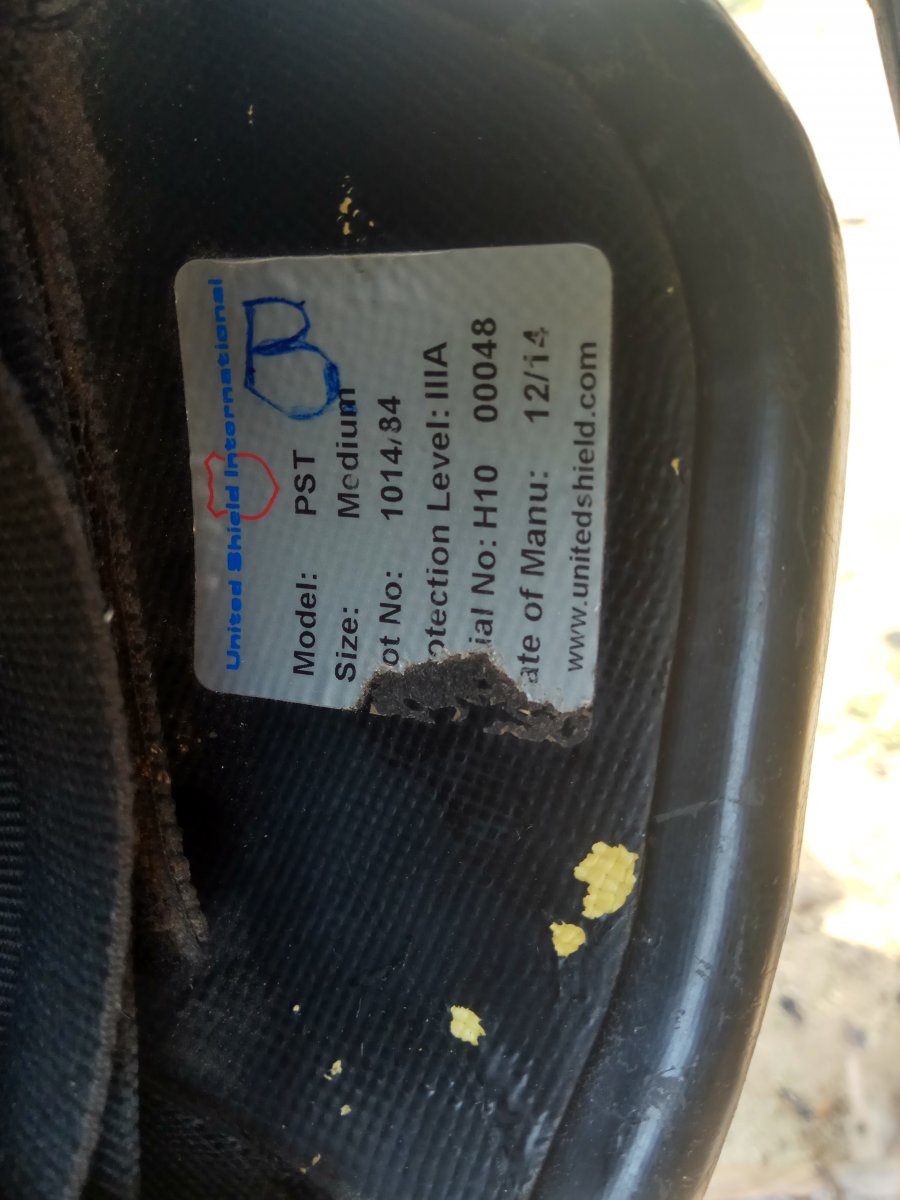 United Shield International
B
Model: PST
Size: Medium
ot No: 1014/84
otection Level: IIIA
ial No: H10 00048
ate of Manu: 12/14
www.unitedshield.com